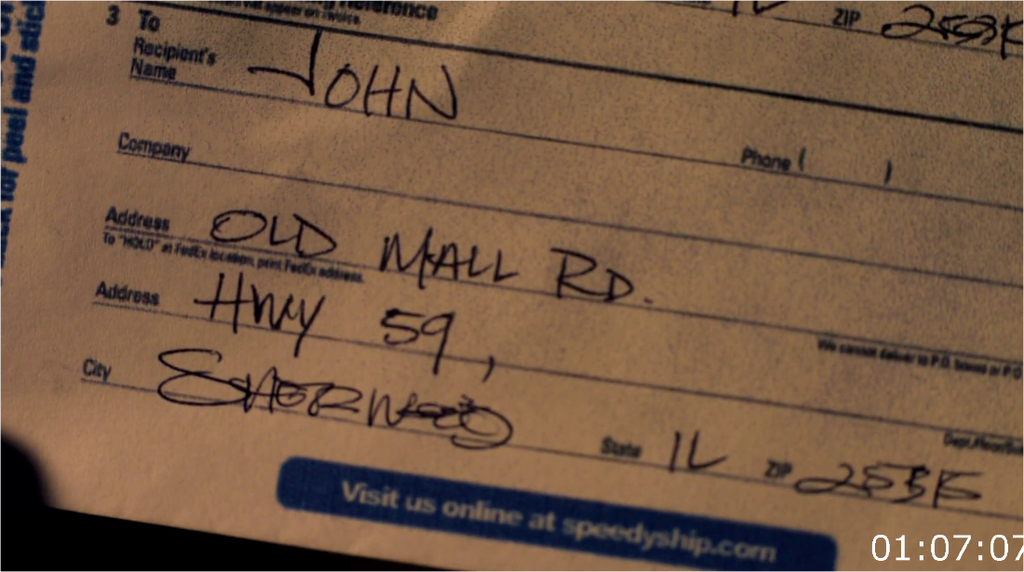 ZIP
3 To
Recipient's Name JOHN
Company
Phone ( )
Address OLD MALL RD.
To "HOLD" at FedEx location, print FedEx address.
Address HWY 59,
We cannot deliver to P.O. boxes or P.O
City SHERWOOD State IL ZIP
Visit us online at speedyship.com
01:07:07